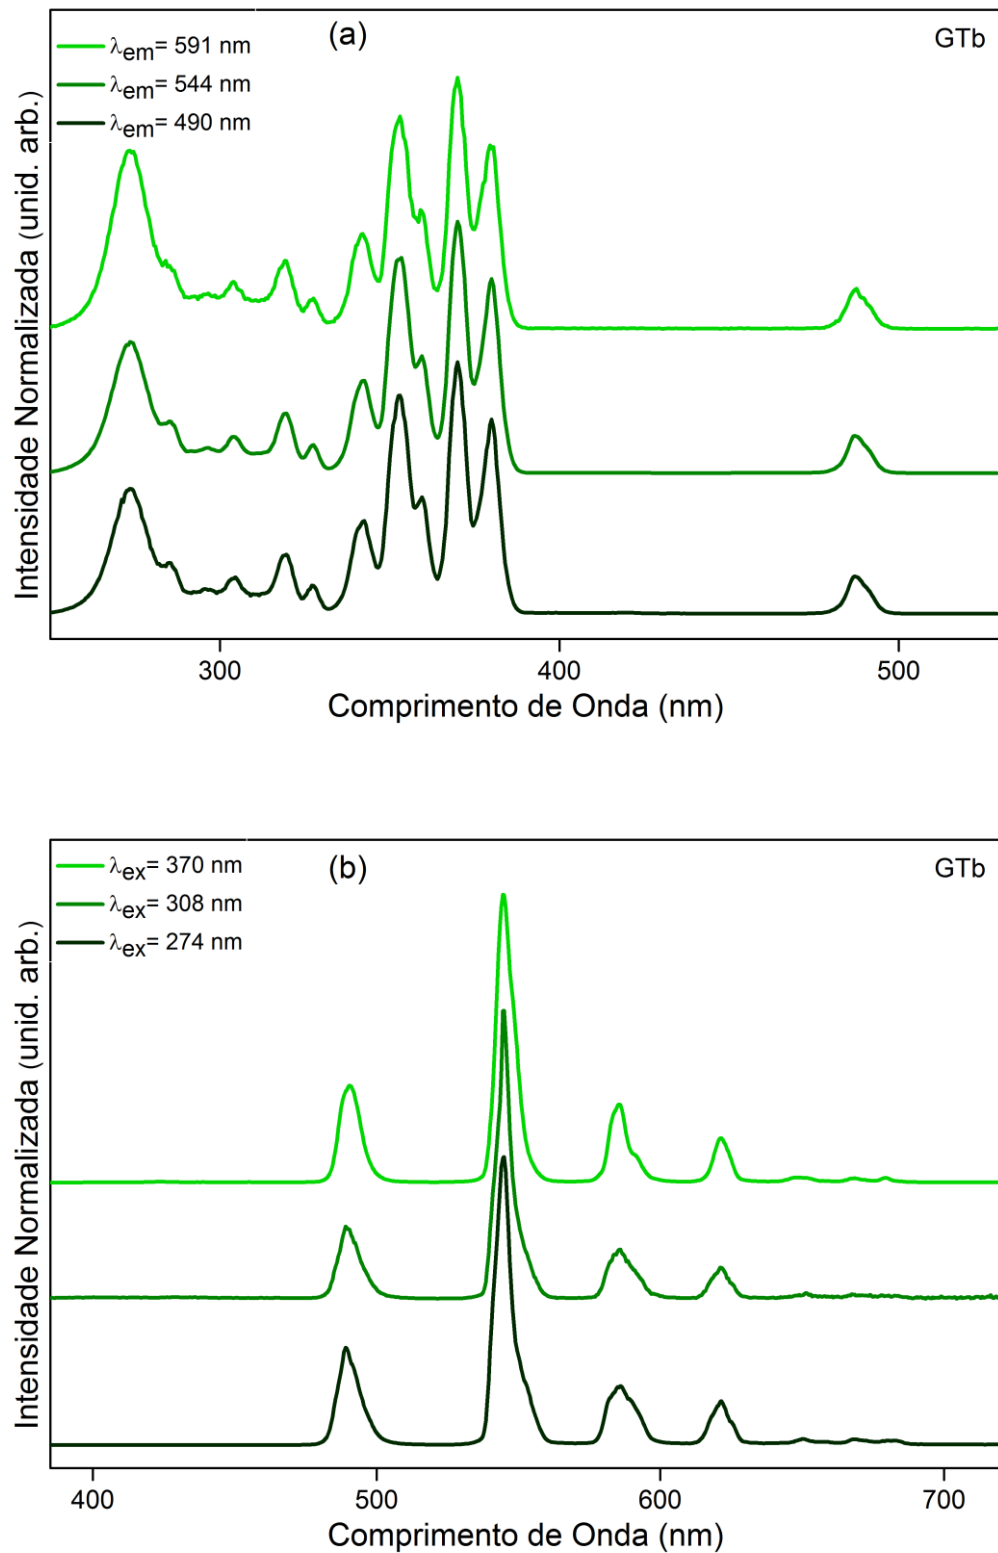 (a)
GTb
λem= 591 nm
λem= 544 nm
λem= 490 nm
Intensidade Normalizada (unid. arb.)
300 400 500
Comprimento de Onda (nm)
(b)
GTb
λex= 370 nm
λex= 308 nm
λex= 274 nm
Intensidade Normalizada (unid. arb.)
400 500 600 700
Comprimento de Onda (nm)